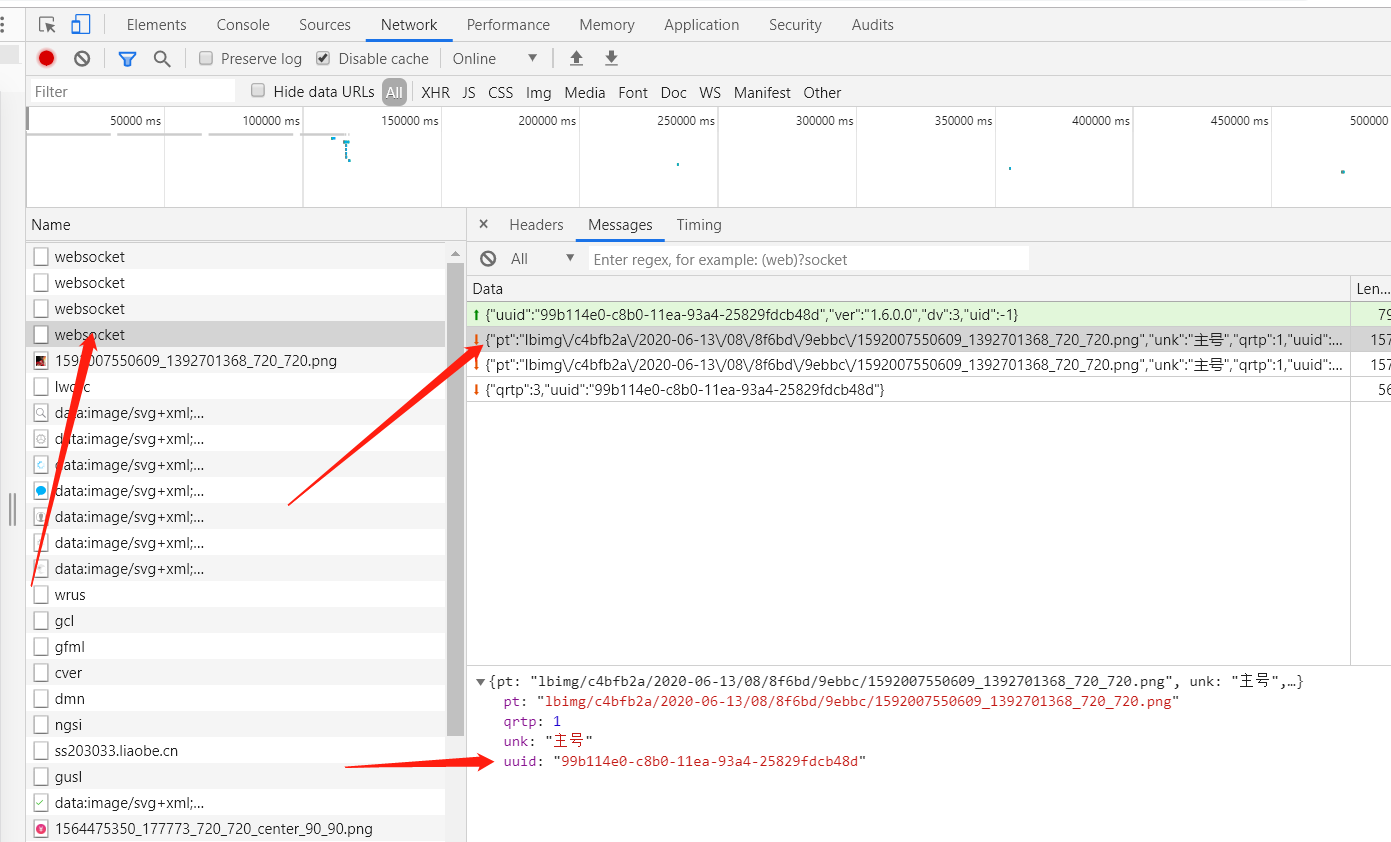 Elements Console Sources Network Performance Memory Application Security Audits
Preserve log Disable cache Online
Filter Hide data URLs All XHR JS CSS Img Media Font Doc WS Manifest Other
50000 ms 100000 ms 150000 ms 200000 ms 250000 ms 300000 ms 350000 ms 400000 ms 450000 ms 500000
Name
websocket
websocket
websocket
websocket
1592007550609_1392701368_720_720.png
data:image/svg+xml;...
data:image/svg+xml;...
data:image/svg+xml;...
data:image/svg+xml;...
data:image/svg+xml;...
data:image/svg+xml;...
data:image/svg+xml;...
wrus
gcl
gfml
cver
dmn
ngsi
ss203033.liaobe.cn
gusl
data:image/svg+xml;...
1564475350_177773_720_720_center_90_90.png
× Headers Messages Timing
All Enter regex, for example: (web)?socket
Data Len...
{"uuid":"99b114e0-c8b0-11ea-93a4-25829fdcb48d","ver":"1.6.0.0","dv":3,"uid":-1} 79
{"pt":"lbimg\/c4bfb2a\/2020-06-13\/08\/8f6bd\/9ebbc\/1592007550609_1392701368_720_720.png","unk":"主号","qrtp":1,"uuid":... 157
{"pt":"lbimg\/c4bfb2a\/2020-06-13\/08\/8f6bd\/9ebbc\/1592007550609_1392701368_720_720.png","unk":"主号","qrtp":1,"uuid":... 157
{"qrtp":3,"uuid":"99b114e0-c8b0-11ea-93a4-25829fdcb48d"} 56
{pt: "lbimg/c4bfb2a/2020-06-13/08/8f6bd/9ebbc/1592007550609_1392701368_720_720.png", unk: "主号",…}
pt: "lbimg/c4bfb2a/2020-06-13/08/8f6bd/9ebbc/1592007550609_1392701368_720_720.png"
qrtp: 1
unk: "主号"
uuid: "99b114e0-c8b0-11ea-93a4-25829fdcb48d"